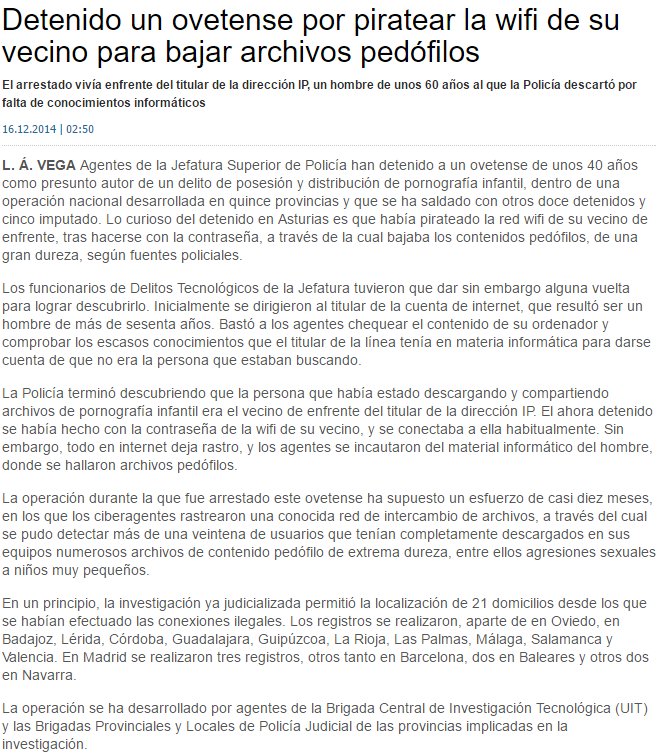 Detenido un ovetense por piratear la wifi de su
vecino para bajar archivos pedófilos
El arrestado vivía enfrente del titular de la dirección IP, un hombre de unos 60 años al que la Policía descartó por
falta de conocimientos informáticos
16.12.2014 | 02:50
L. Á. VEGA Agentes de la Jefatura Superior de Policía han detenido a un ovetense de unos 40 años
como presunto autor de un delito de posesión y distribución de pornografía infantil, dentro de una
operación nacional desarrollada en quince provincias y que se ha saldado con otros doce detenidos y
cinco imputado. Lo curioso del detenido en Asturias es que había pirateado la red wifi de su vecino de
enfrente, tras hacerse con la contraseña, a través de la cual bajaba los contenidos pedófilos, de una
gran dureza, según fuentes policiales.
Los funcionarios de Delitos Tecnológicos de la Jefatura tuvieron que dar sin embargo alguna vuelta
para lograr descubrirlo. Inicialmente se dirigieron al titular de la cuenta de internet, que resultó ser un
hombre de más de sesenta años. Bastó a los agentes chequear el contenido de su ordenador y
comprobar los escasos conocimientos que el titular de la línea tenía en materia informática para darse
cuenta de que no era la persona que estaban buscando.
La Policía terminó descubriendo que la persona que había estado descargando y compartiendo
archivos de pornografía infantil era el vecino de enfrente del titular de la dirección IP. El ahora detenido
se había hecho con la contraseña de la wifi de su vecino, y se conectaba a ella habitualmente. Sin
embargo, todo en internet deja rastro, y los agentes se incautaron del material informático del hombre,
donde se hallaron archivos pedófilos.
La operación durante la que fue arrestado este ovetense ha supuesto un esfuerzo de casi diez meses,
en los que los ciberagentes rastrearon una conocida red de intercambio de archivos, a través del cual
se pudo detectar más de una veintena de usuarios que tenían completamente descargados en sus
equipos numerosos archivos de contenido pedófilo de extrema dureza, entre ellos agresiones sexuales
a niños muy pequeños.
En un principio, la investigación ya judicializada permitió la localización de 21 domicilios desde los que
se habían efectuado las conexiones ilegales. Los registros se realizaron, aparte de en Oviedo, en
Badajoz, Lérida, Córdoba, Guadalajara, Guipúzcoa, La Rioja, Las Palmas, Málaga, Salamanca y
Valencia. En Madrid se realizaron tres registros, otros tanto en Barcelona, dos en Baleares y otros dos
en Navarra.
La operación se ha desarrollado por agentes de la Brigada Central de Investigación Tecnológica (UIT)
y las Brigadas Provinciales y Locales de Policía Judicial de las provincias implicadas en la
investigación.